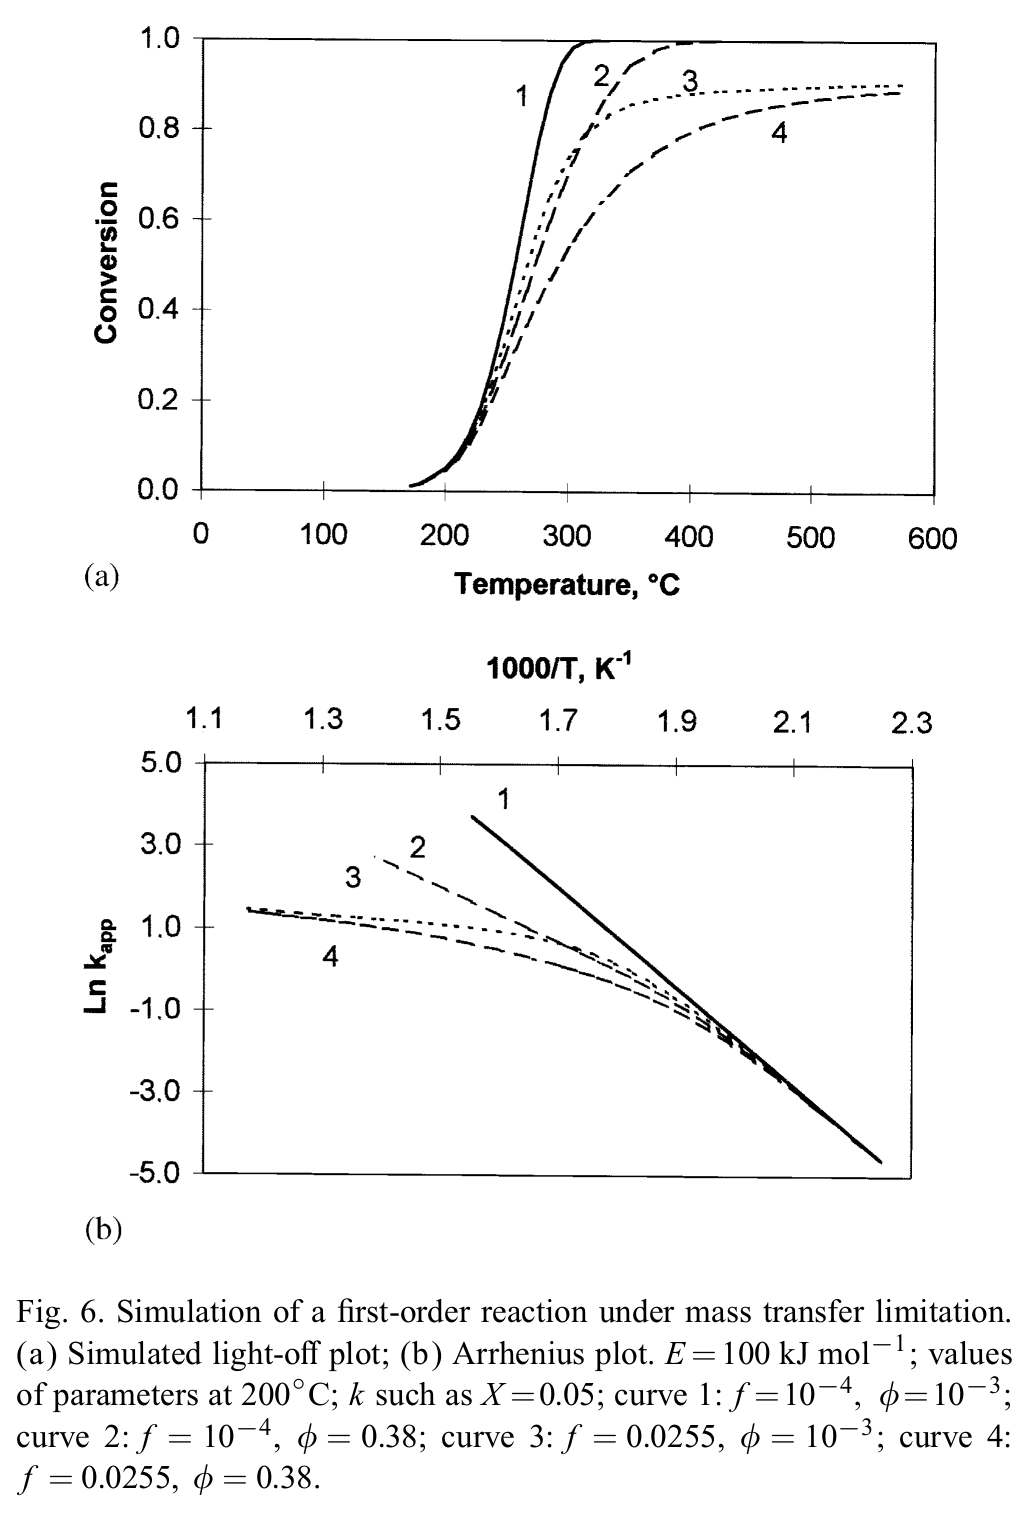 1.0
0.8
0.6
0.4
0.2
0.0
Conversion
1
2
3
4
0 100 200 300 400 500 600
(a)
Temperature, °C
1000/T, K⁻¹
1.1 1.3 1.5 1.7 1.9 2.1 2.3
5.0
3.0
1.0
-1.0
-3.0
-5.0
Ln k_app
1
2
3
4
(b)
Fig. 6. Simulation of a first-order reaction under mass transfer limitation.
(a) Simulated light-off plot; (b) Arrhenius plot. E = 100 kJ mol⁻¹; values
of parameters at 200°C; k such as X = 0.05; curve 1: f = 10⁻⁴, ϕ = 10⁻³;
curve 2: f = 10⁻⁴, ϕ = 0.38; curve 3: f = 0.0255, ϕ = 10⁻³; curve 4:
f = 0.0255, ϕ = 0.38.